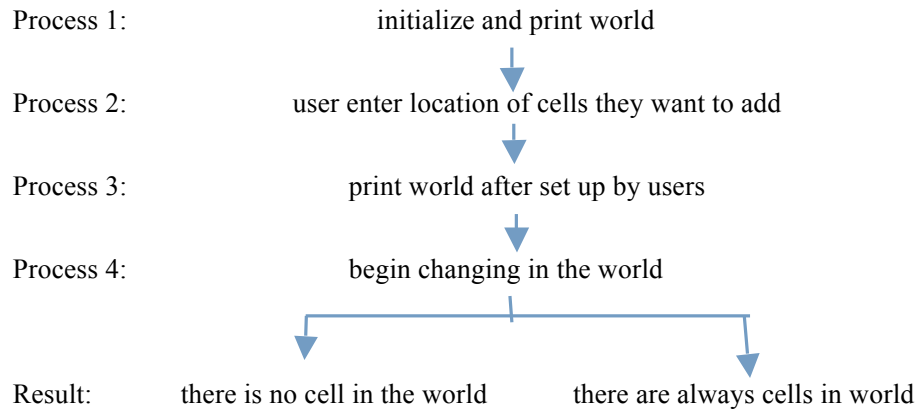 Process 1: initialize and print world
Process 2: user enter location of cells they want to add
Process 3: print world after set up by users
Process 4: begin changing in the world
Result: there is no cell in the world there are always cells in world